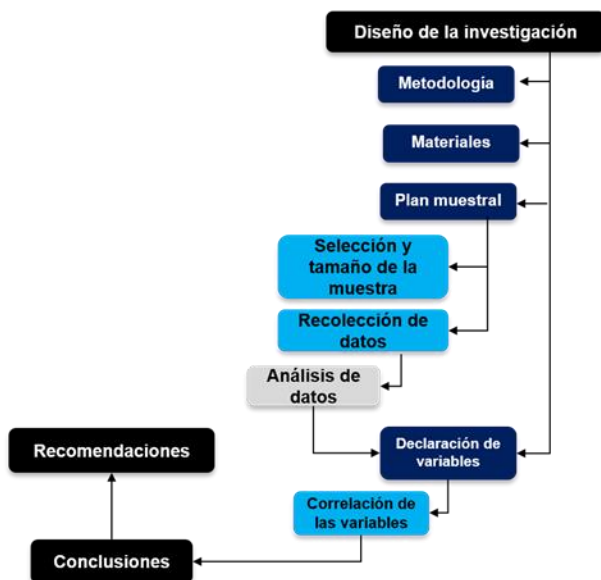 Diseño de la investigación
Metodología
Materiales
Plan muestral
Selección y
tamaño de la
muestra
Recolección de
datos
Análisis de
datos
Declaración de
variables
Recomendaciones
Correlación de
las variables
Conclusiones